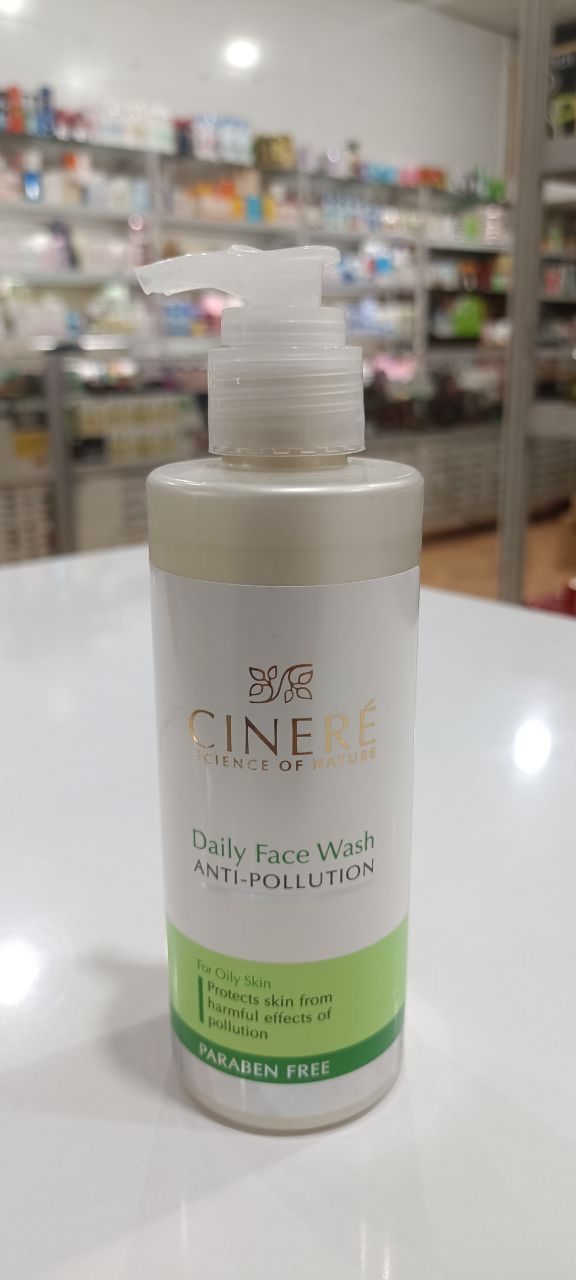 CINERÉ
SCIENCE OF NATURE
Daily Face Wash
ANTI-POLLUTION
For Oily Skin
Protects skin from
harmful effects of
pollution
PARABEN FREE